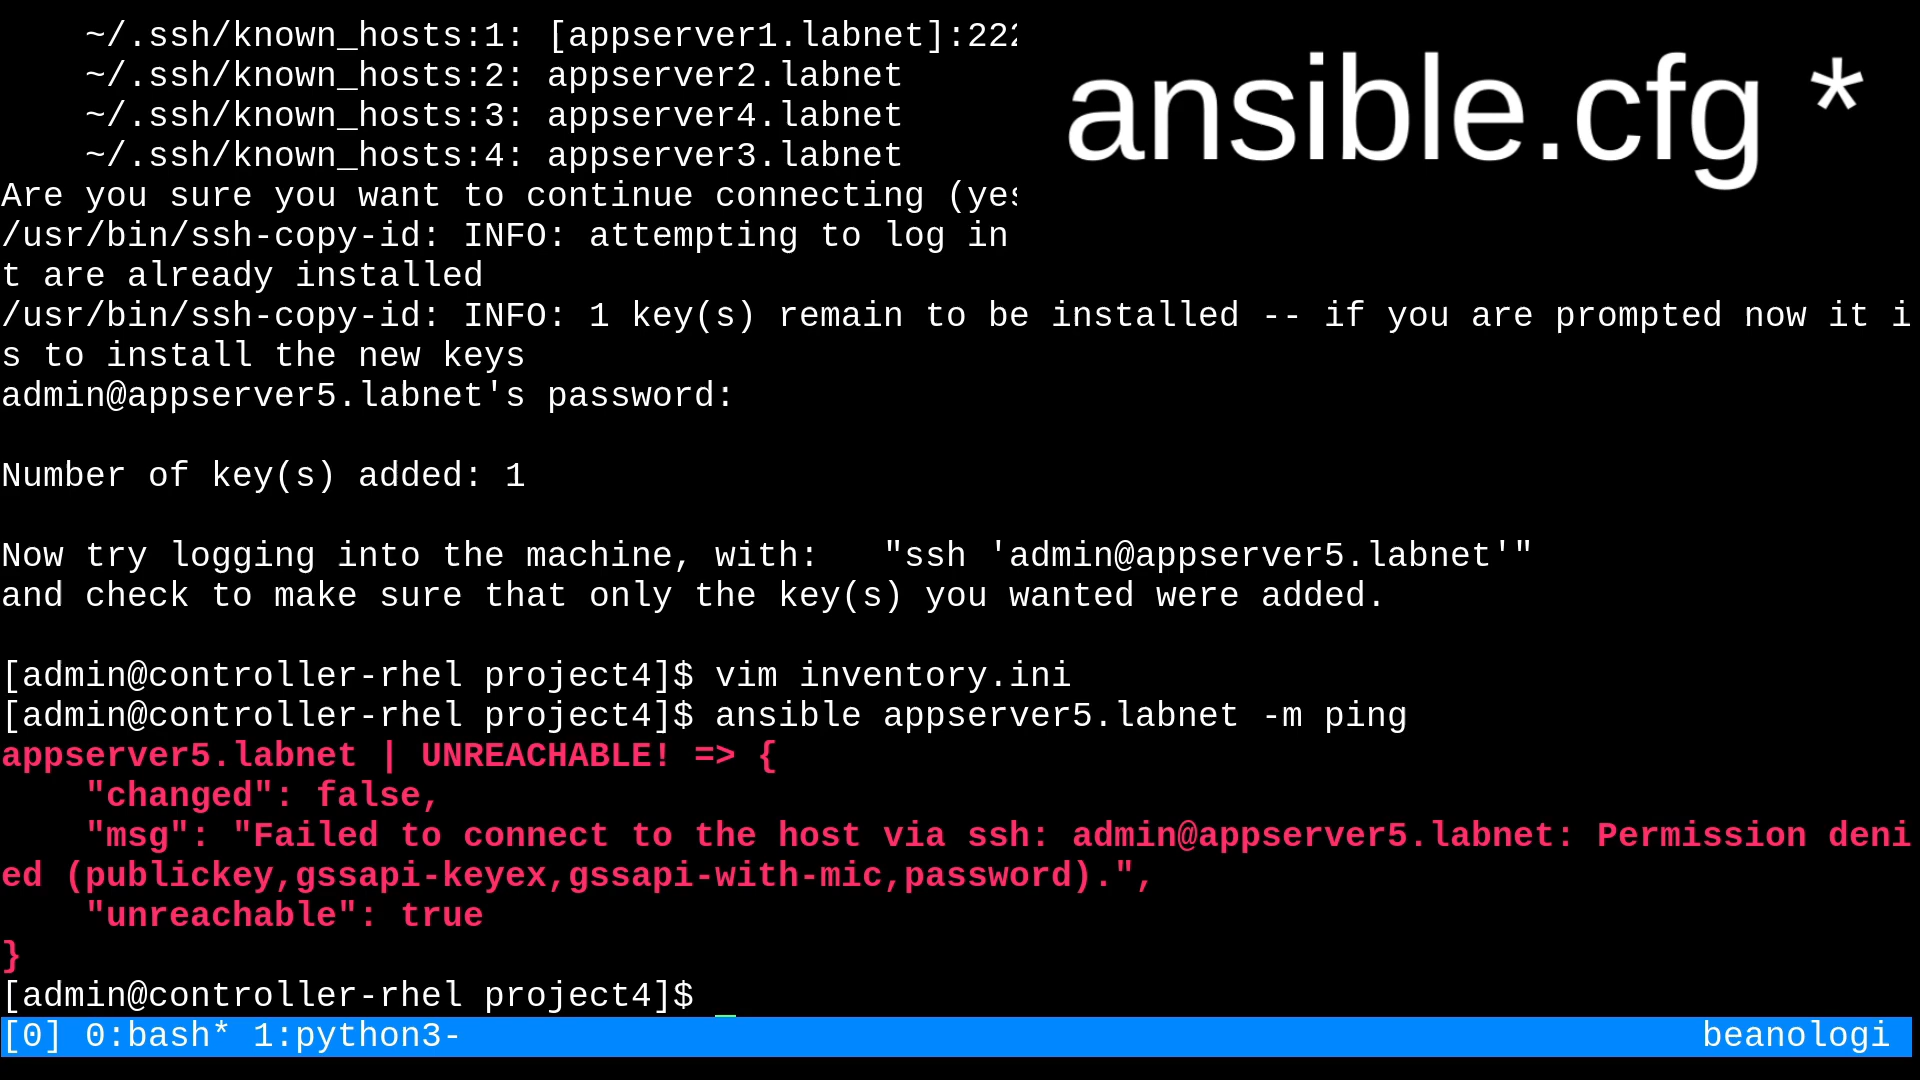 ~/.ssh/known_hosts:1: [appserver1.labnet]:222
~/.ssh/known_hosts:2: appserver2.labnet
~/.ssh/known_hosts:3: appserver4.labnet
~/.ssh/known_hosts:4: appserver3.labnet
ansible.cfg *
Are you sure you want to continue connecting (yes
/usr/bin/ssh-copy-id: INFO: attempting to log in
t are already installed
/usr/bin/ssh-copy-id: INFO: 1 key(s) remain to be installed -- if you are prompted now it i
s to install the new keys
admin@appserver5.labnet's password:
Number of key(s) added: 1
Now try logging into the machine, with:   "ssh 'admin@appserver5.labnet'"
and check to make sure that only the key(s) you wanted were added.
[admin@controller-rhel project4]$ vim inventory.ini
[admin@controller-rhel project4]$ ansible appserver5.labnet -m ping
appserver5.labnet | UNREACHABLE! => {
    "changed": false,
    "msg": "Failed to connect to the host via ssh: admin@appserver5.labnet: Permission deni
ed (publickey,gssapi-keyex,gssapi-with-mic,password).",
    "unreachable": true
}
[admin@controller-rhel project4]$
[0] 0:bash* 1:python3- beanologi